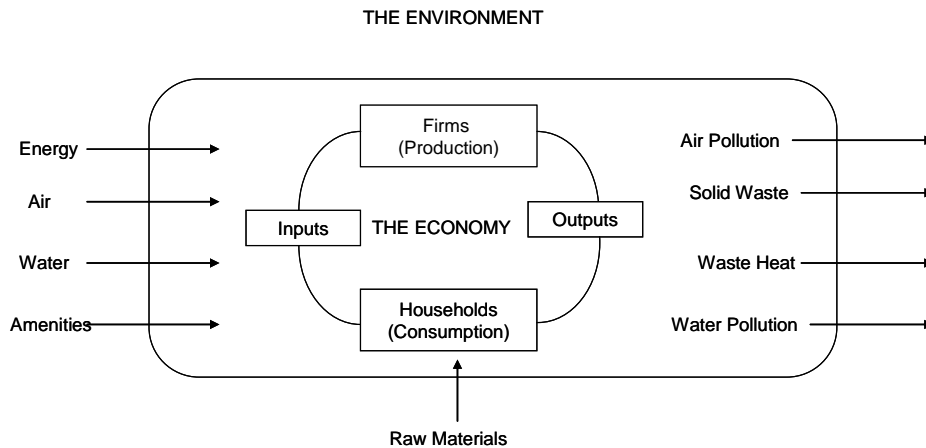 THE ENVIRONMENT
Firms
(Production)
Energy
Air Pollution
Air
Solid Waste
Inputs
THE ECONOMY
Outputs
Water
Waste Heat
Households
(Consumption)
Amenities
Water Pollution
Raw Materials